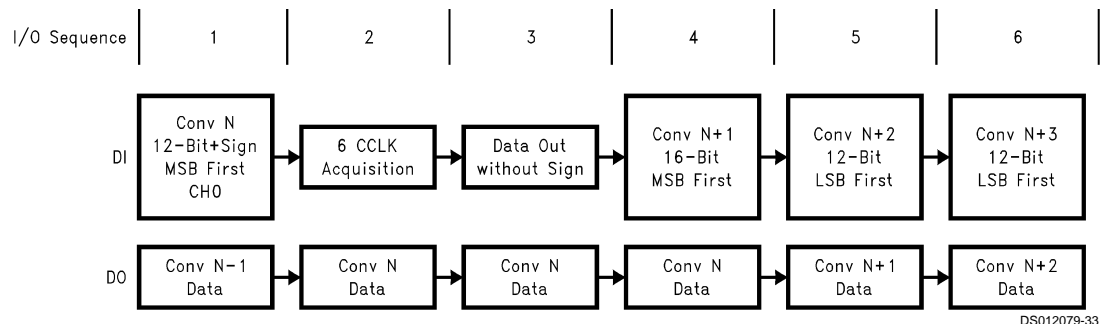 I/O Sequence 1 2 3 4 5 6
DI
Conv N
12-Bit+Sign
MSB First
CH0
6 CCLK
Acquisition
Data Out
without Sign
Conv N+1
16-Bit
MSB First
Conv N+2
12-Bit
LSB First
Conv N+3
12-Bit
LSB First
DO
Conv N-1
Data
Conv N
Data
Conv N
Data
Conv N
Data
Conv N+1
Data
Conv N+2
Data
DS012079-33